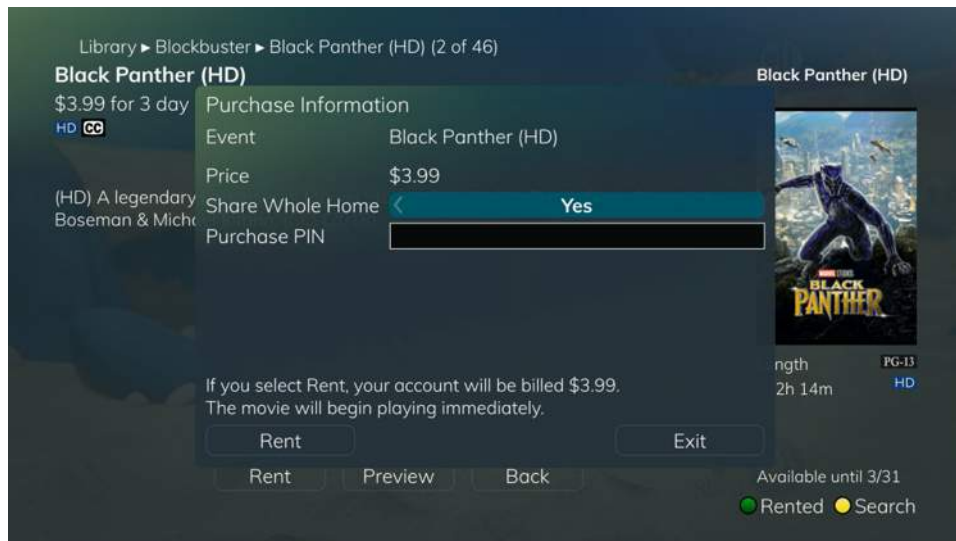 Library ▸ Blockbuster ▸ Black Panther (HD) (2 of 46)
Black Panther (HD)
Black Panther (HD)
$3.99 for 3 day
HD CC
(HD) A legendary
Boseman & Mich
Purchase Information
Event Black Panther (HD)
Price $3.99
Share Whole Home Yes
Purchase PIN
If you select Rent, your account will be billed $3.99.
The movie will begin playing immediately.
Rent Exit
MARVEL STUDIOS
BLACK
PANTHER
ngth PG-13
2h 14m HD
Rent Preview Back
Available until 3/31
Rented Search